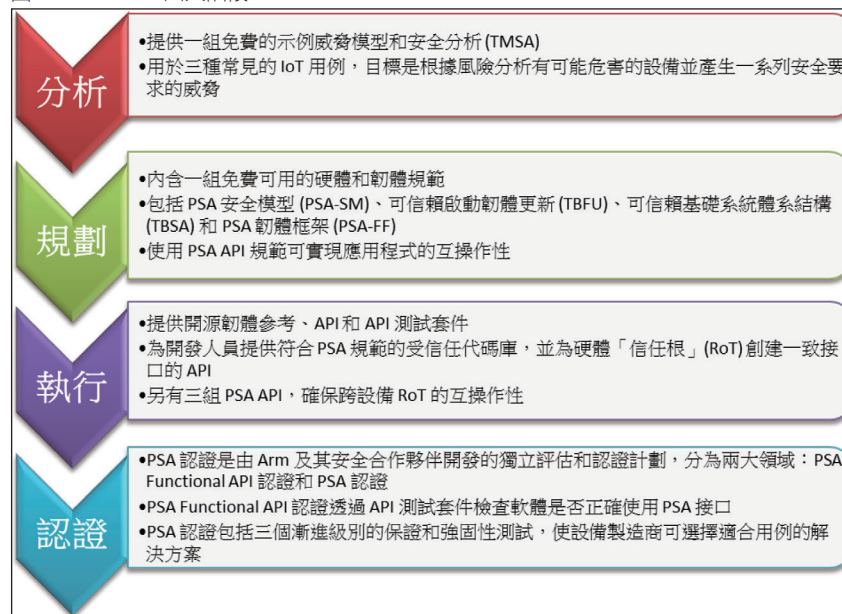 分析
•提供一組免費的示例威脅模型和安全分析(TMSA)
•用於三種常見的 IoT 用例，目標是根據風險分析有可能危害的設備並產生一系列安全要
求的威脅
規劃
•內含一組免費可用的硬體和韌體規範
•包括 PSA 安全模型 (PSA-SM)、可信賴啟動韌體更新 (TBFU)、可信賴基礎系統體系結構
(TBSA) 和 PSA 韌體框架 (PSA-FF)
•使用 PSA API 規範可實現應用程式的互操作性
執行
•提供開源韌體參考、API 和 API 測試套件
•為開發人員提供符合 PSA 規範的受信任代碼庫，並為硬體「信任根」(RoT) 創建一致接
口的 API
•另有三組 PSA API，確保跨設備 RoT 的互操作性
認證
•PSA 認證是由 Arm 及其安全合作夥伴開發的獨立評估和認證計劃，分為兩大領域：PSA
Functional API 認證和 PSA 認證
•PSA Functional API 認證透過 API 測試套件檢查軟體是否正確使用 PSA 接口
•PSA 認證包括三個漸進級別的保證和強固性測試，使設備製造商可選擇適合用例的解
決方案